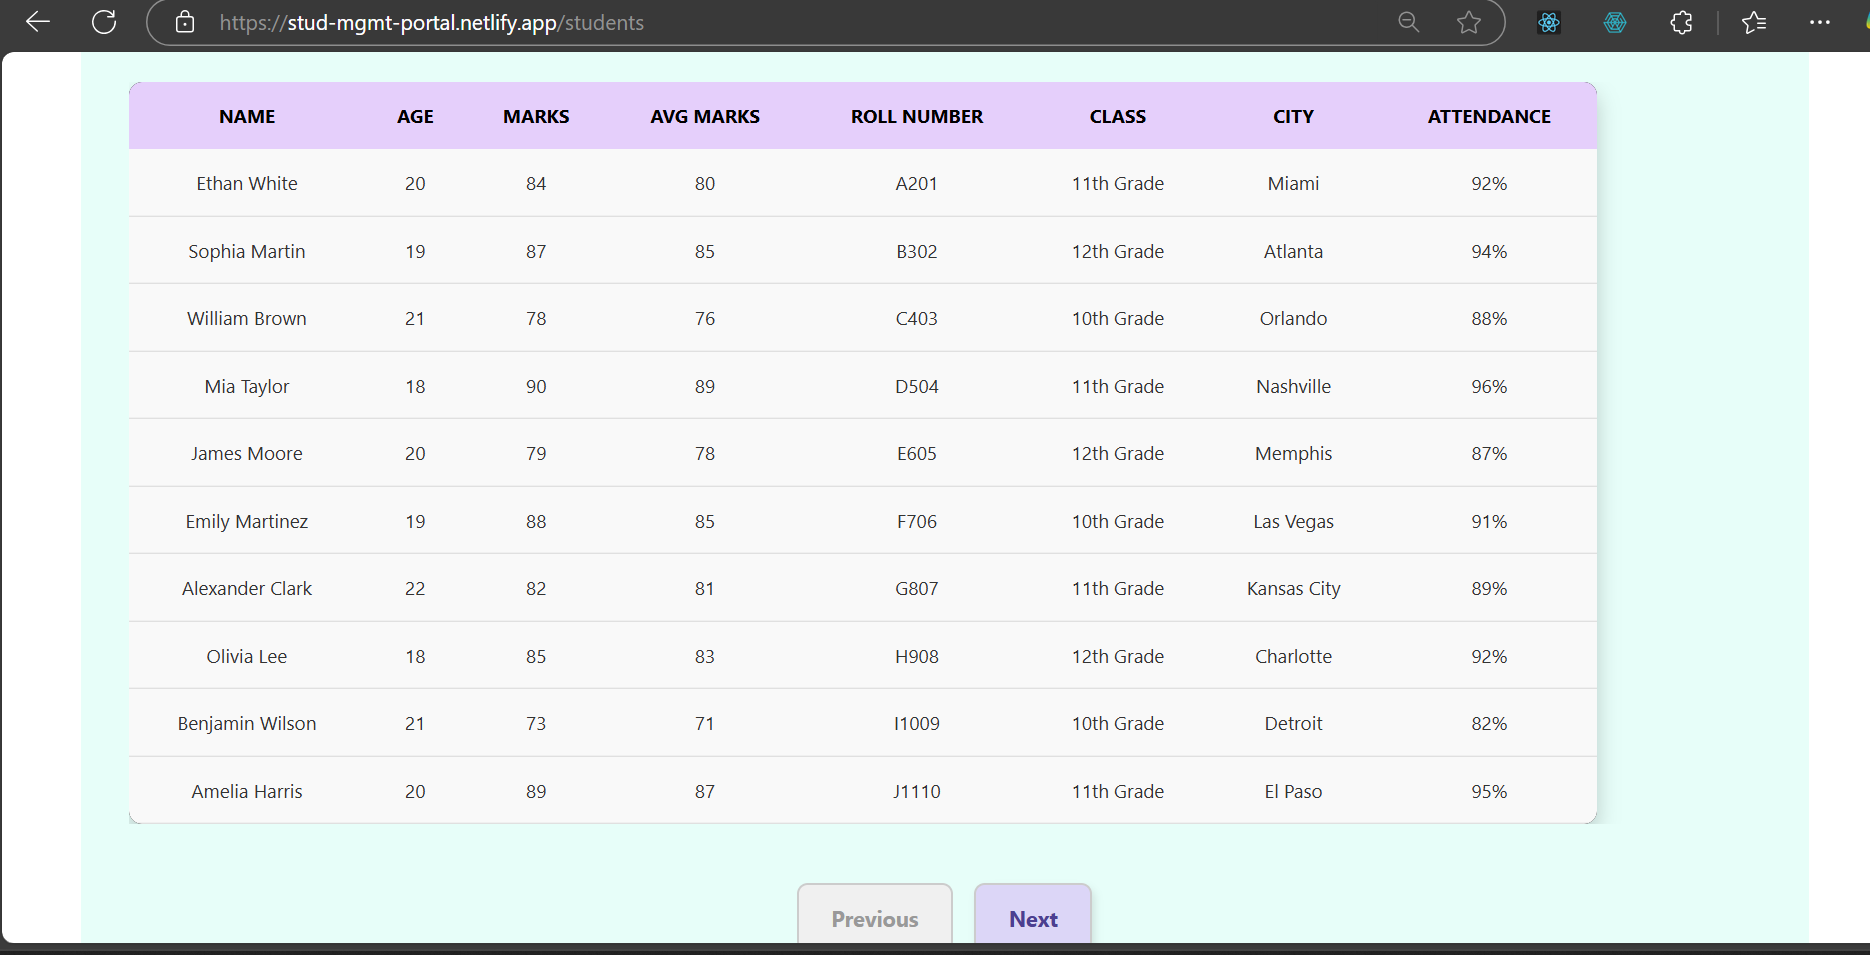 https://stud-mgmt-portal.netlify.app/students
NAME AGE MARKS AVG MARKS ROLL NUMBER CLASS CITY ATTENDANCE
Ethan White 20 84 80 A201 11th Grade Miami 92%
Sophia Martin 19 87 85 B302 12th Grade Atlanta 94%
William Brown 21 78 76 C403 10th Grade Orlando 88%
Mia Taylor 18 90 89 D504 11th Grade Nashville 96%
James Moore 20 79 78 E605 12th Grade Memphis 87%
Emily Martinez 19 88 85 F706 10th Grade Las Vegas 91%
Alexander Clark 22 82 81 G807 11th Grade Kansas City 89%
Olivia Lee 18 85 83 H908 12th Grade Charlotte 92%
Benjamin Wilson 21 73 71 I1009 10th Grade Detroit 82%
Amelia Harris 20 89 87 J1110 11th Grade El Paso 95%
Previous Next